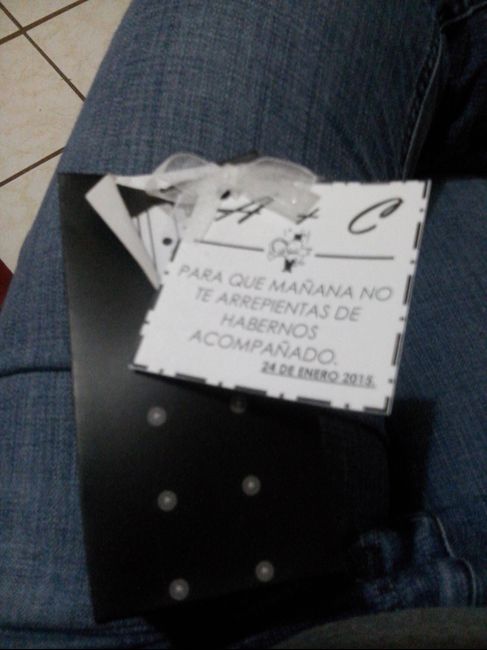 A + C
PARA QUE MAÑANA NO
TE ARREPIENTAS DE
HABERNOS
ACOMPAÑADO.
24 DE ENERO 2015.